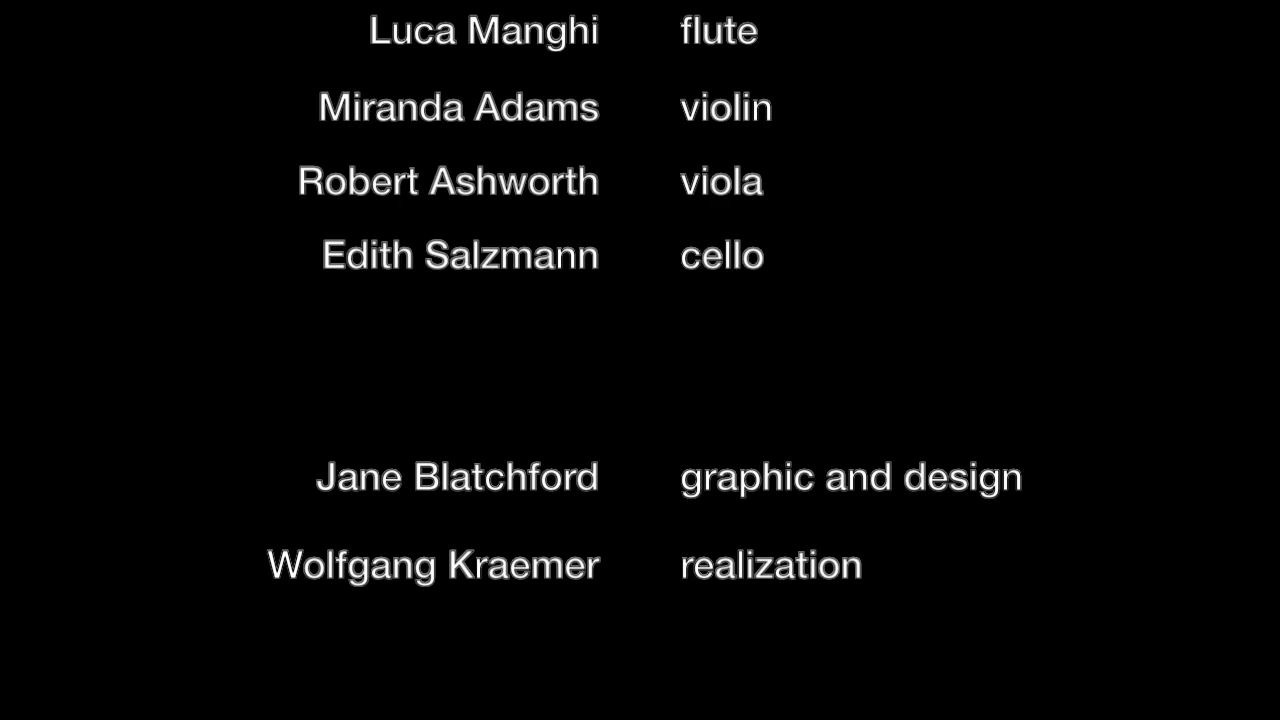 Luca Manghi flute
Miranda Adams violin
Robert Ashworth viola
Edith Salzmann cello
Jane Blatchford graphic and design
Wolfgang Kraemer realization